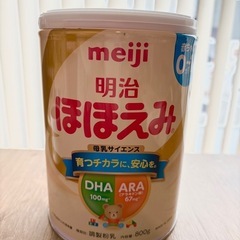 meiji
明治
ほほえみ
母乳サイエンス
育つチカラに、安心を。
DHA
100mg
ARA
67mg
調製粉乳
800g